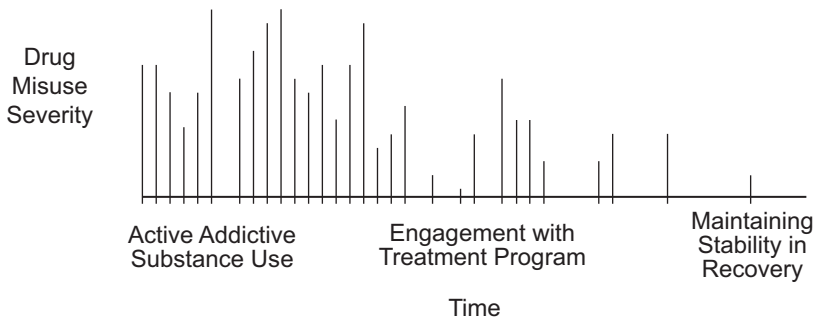 Drug
Misuse
Severity
Active Addictive
Substance Use
Engagement with
Treatment Program
Maintaining
Stability in
Recovery
Time